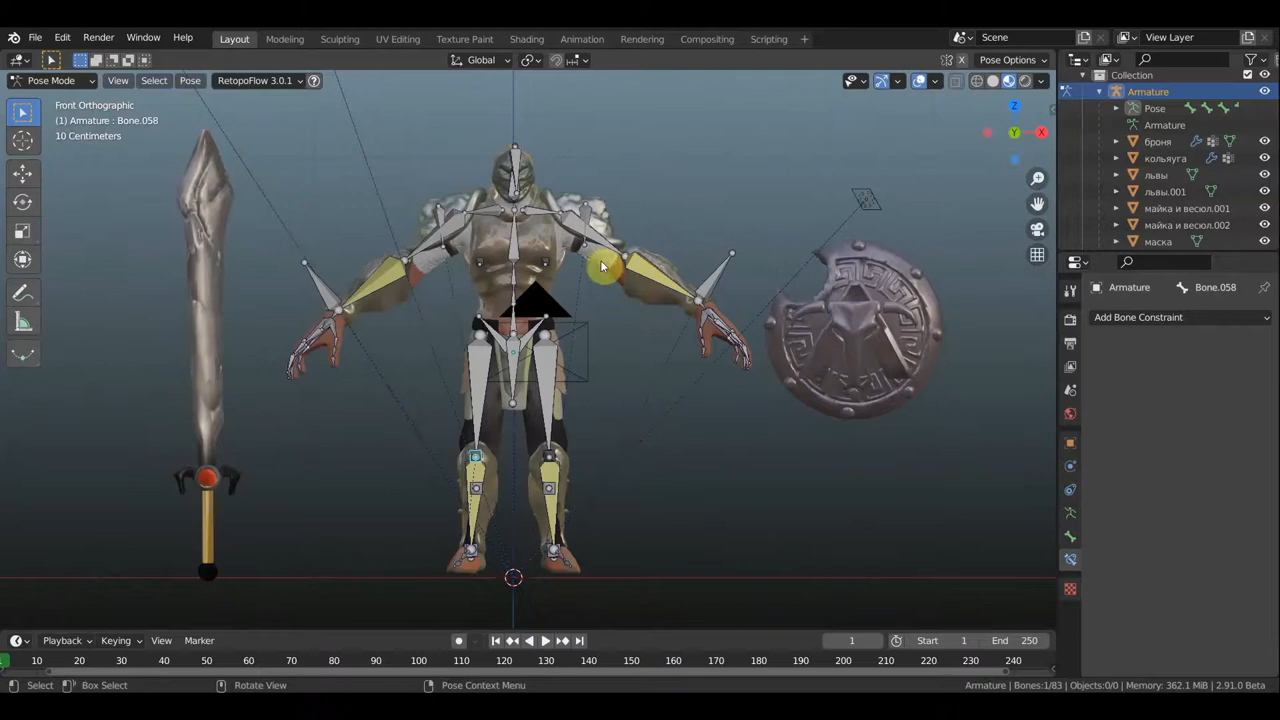 File Edit Render Window Help
Layout Modeling Sculpting UV Editing Texture Paint Shading Animation Rendering Compositing Scripting +
Scene
View Layer
Global
X
Pose Options
Pose Mode View Select Pose RetopoFlow 3.0.1 ?
Front Orthographic
(1) Armature : Bone.058
10 Centimeters
Z
Y
X
Collection
Armature
Pose
Armature
броня
кольяуга
львы
львы.001
майка и весюл.001
майка и весюл.002
маска
Armature
Bone.058
Add Bone Constraint
Playback Keying View Marker
1
Start 1
End 250
10 20 30 40 50 60 70 80 90 100 110 120 130 140 150 160 170 180 190 200 210 220 230 240
Select Box Select Rotate View Pose Context Menu
Armature | Bones:1/83 | Objects:0/0 | Memory: 362.1 MiB | 2.91.0 Beta